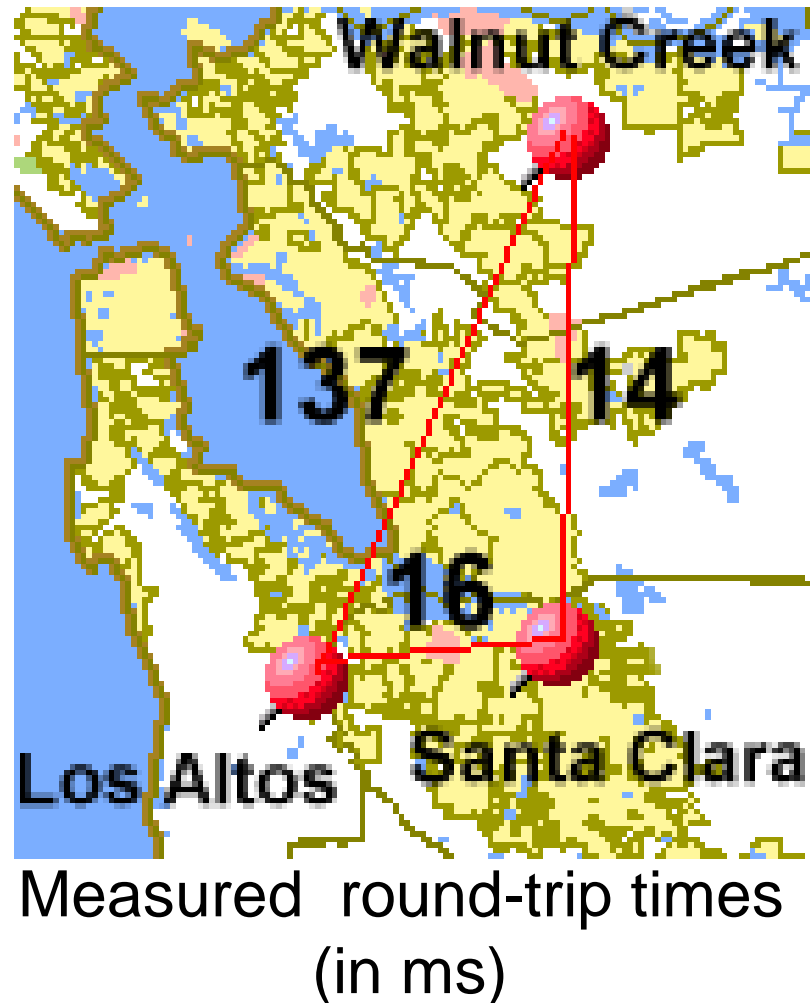 Walnut Creek
137
14
16
Santa Clara
Los Altos
Measured round-trip times
(in ms)